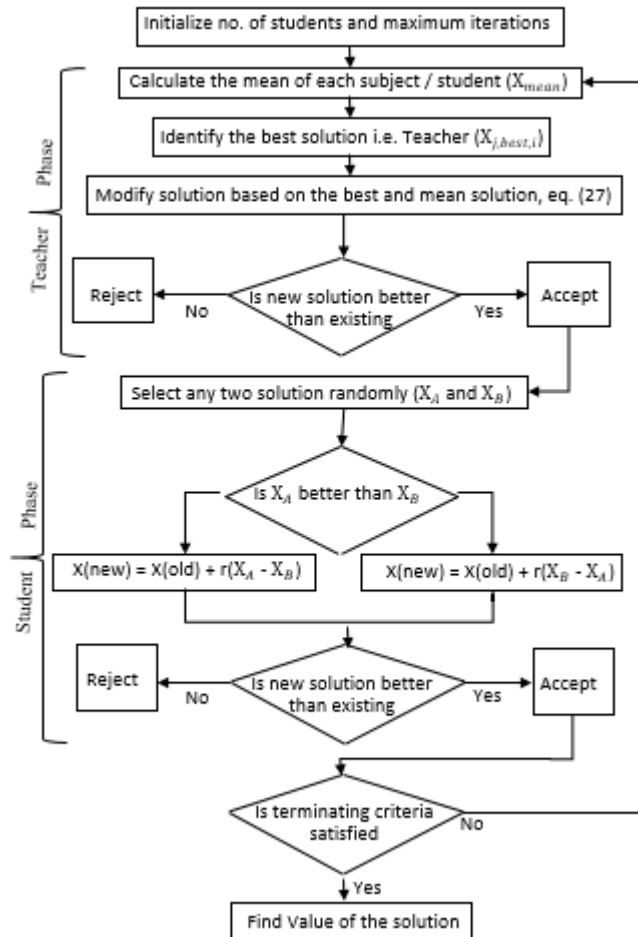 Initialize no. of students and maximum iterations
Calculate the mean of each subject / student (X_mean)
Identify the best solution i.e. Teacher (X_j,best,i)
Modify solution based on the best and mean solution, eq. (27)
Teacher Phase
Reject
No
Is new solution better
than existing
Yes
Accept
Select any two solution randomly (X_A and X_B)
Student Phase
Is X_A better than X_B
X(new) = X(old) + r(X_A - X_B)
X(new) = X(old) + r(X_B - X_A)
Reject
No
Is new solution better
than existing
Yes
Accept
Is terminating criteria
satisfied
No
Yes
Find Value of the solution